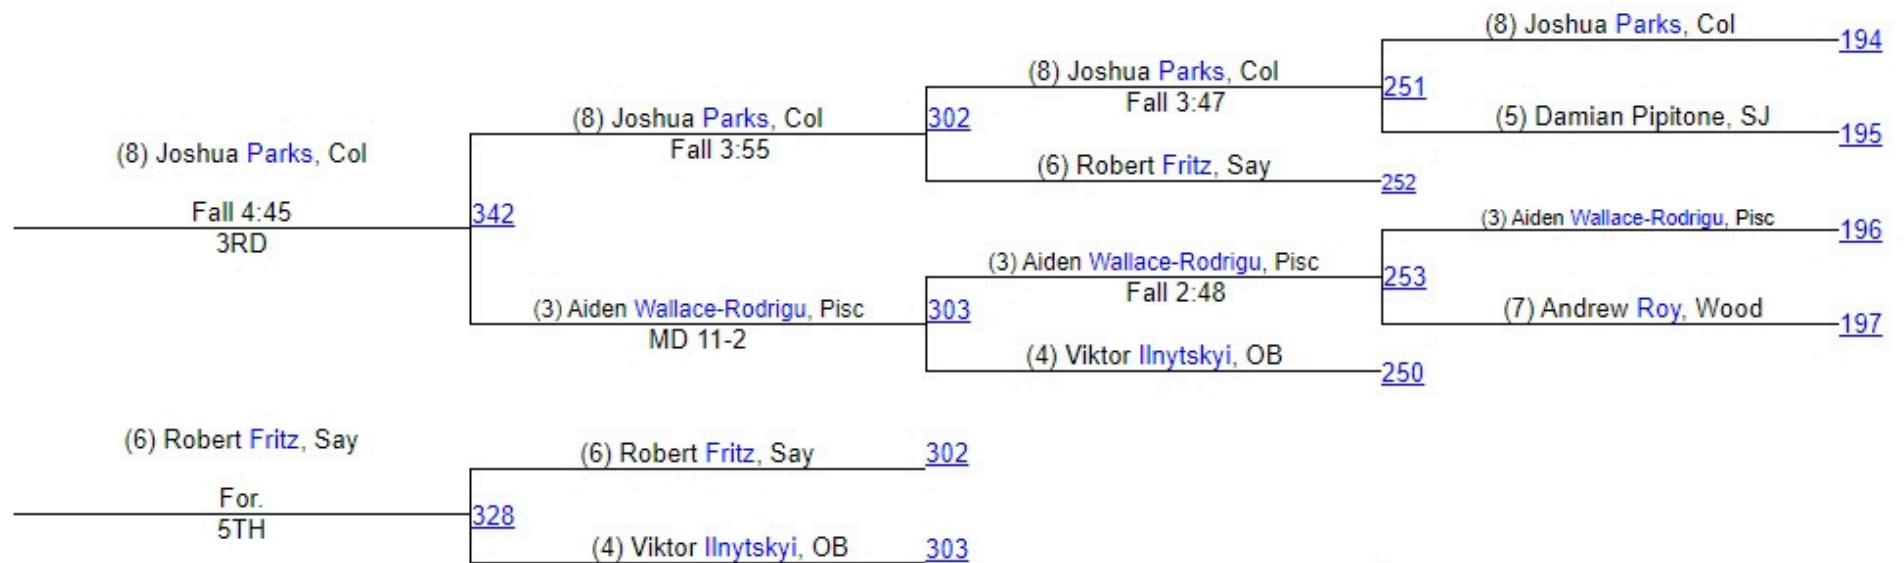 (8) Joshua Parks, Col
194
(8) Joshua Parks, Col
251
Fall 3:47
(8) Joshua Parks, Col
302
(5) Damian Pipitone, SJ
195
Fall 3:55
(8) Joshua Parks, Col
(6) Robert Fritz, Say
252
Fall 4:45
342
3RD
(3) Aiden Wallace-Rodrigu, Pisc
196
(3) Aiden Wallace-Rodrigu, Pisc
253
Fall 2:48
(3) Aiden Wallace-Rodrigu, Pisc
303
(7) Andrew Roy, Wood
197
MD 11-2
(4) Viktor Ilnytskyi, OB
250
(6) Robert Fritz, Say
(6) Robert Fritz, Say
302
For.
328
5TH
(4) Viktor Ilnytskyi, OB
303